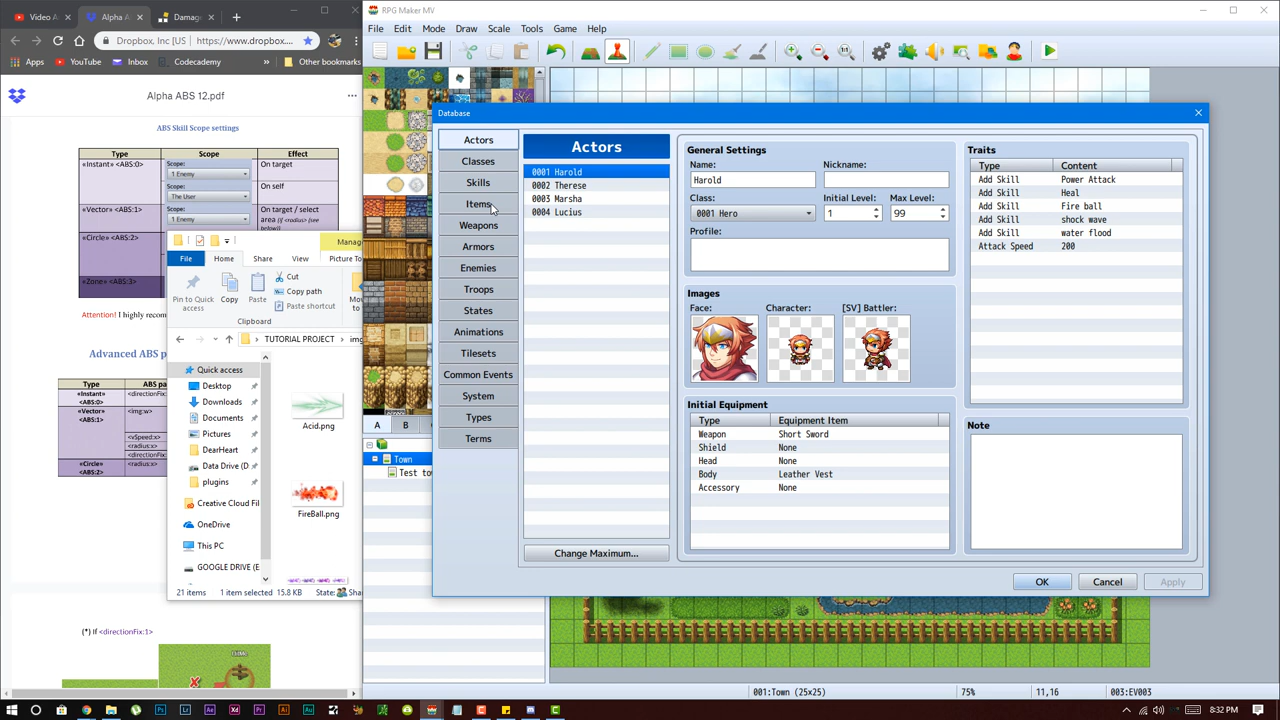 Video A
Alpha A
Damage
Dropbox, Inc [US
https://www.dropbox.
Apps
YouTube
Inbox
Codecademy
Other bookmarks
Alpha ABS 12.pdf
ABS Skill Scope settings
Type
Scope
Effect
«Instant» <ABS:0>
Scope:
1 Enemy
On target
Scope:
The User
On self
«Vector» <ABS:1>
Scope:
1 Enemy
On target / select
area
«Circle» <ABS:2>
«Zone» <ABS:3>
Attention! I highly recom
Advanced ABS p
Type
ABS pa
«Instant»
<ABS:0>
<directionFix:
«Vector»
<ABS:1>
<img:w>
<vSpeed:x>
<radius:x>
«Circle»
<ABS:2>
<radius:x>
(*) If <directionFix:1>
Manage
File
Home
Share
View
Picture To
Pin to Quick
access
Copy
Paste
Cut
Copy path
Paste shortcut
Clipboard
TUTORIAL PROJECT
img
Quick access
Desktop
Downloads
Documents
Pictures
DearHeart
Data Drive (D
plugins
Creative Cloud Fil
OneDrive
This PC
GOOGLE DRIVE (E
Acid.png
FireBall.png
21 items
1 item selected
15.8 KB
State:
Sha
RPG Maker MV
File
Edit
Mode
Draw
Scale
Tools
Game
Help
A
B
Town
Test to
Database
Actors
Classes
Skills
Items
Weapons
Armors
Enemies
Troops
States
Animations
Tilesets
Common Events
System
Types
Terms
Actors
0001 Harold
0002 Therese
0003 Marsha
0004 Lucius
Change Maximum...
General Settings
Name:
Nickname:
Harold
Class:
Initial Level:
Max Level:
0001 Hero
1
99
Profile:
Images
Face:
Character:
[SV] Battler:
Initial Equipment
Type
Equipment Item
Weapon
Short Sword
Shield
None
Head
None
Body
Leather Vest
Accessory
None
Traits
Type
Content
Add Skill
Power Attack
Add Skill
Heal
Add Skill
Fire ball
Add Skill
shock wave
Add Skill
water flood
Attack Speed
200
Note
OK
Cancel
Apply
001:Town (25x25)
75%
11,16
003:EV003
8:32 PM